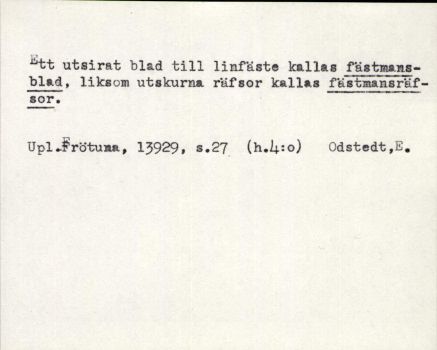 Ett utsirat blad till linfäste kallas fästmans-
blad, liksom utskurna räfsor kallas fästmansräf-
sor.
Upl.Frötuna, 13929, s.27 (h.4:o) Odstedt,E.